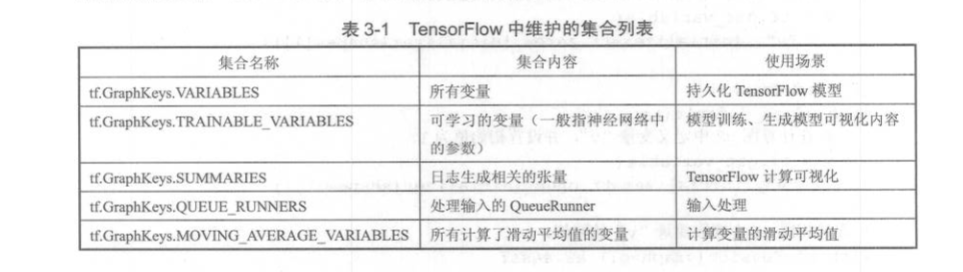 表 3-1 TensorFlow 中维护的集合列表
集合名称 集合内容 使用场景
tf.GraphKeys.VARIABLES 所有变量 持久化 TensorFlow 模型
tf.GraphKeys.TRAINABLE_VARIABLES 可学习的变量（一般指神经网络中 模型训练、生成模型可视化内容
的参数）
tf.GraphKeys.SUMMARIES 日志生成相关的张量 TensorFlow 计算可视化
tf.GraphKeys.QUEUE_RUNNERS 处理输入的 QueueRunner 输入处理
tf.GraphKeys.MOVING_AVERAGE_VARIABLES 所有计算了滑动平均值的变量 计算变量的滑动平均值